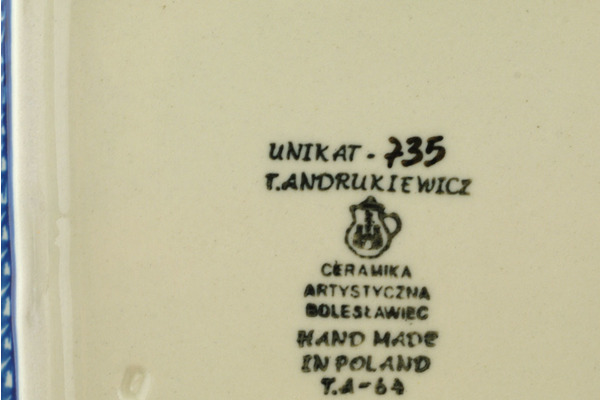 UNIKAT - 735
T.ANDRUKIEWICZ
CERAMIKA
ARTYSTYCZNA
BOLESŁAWIEC
HAND MADE
IN POLAND
T.A-64